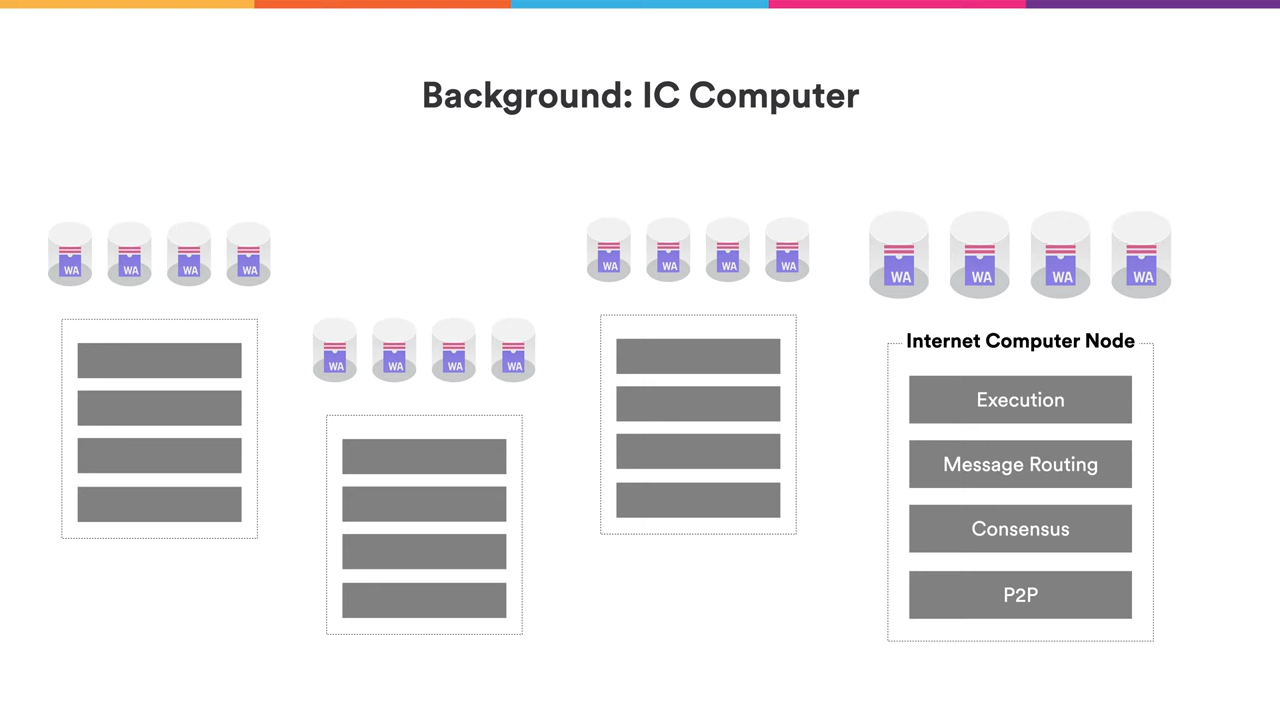 Background: IC Computer
WA WA WA WA
WA WA WA WA
WA WA WA WA
WA WA WA WA
Internet Computer Node
Execution
Message Routing
Consensus
P2P